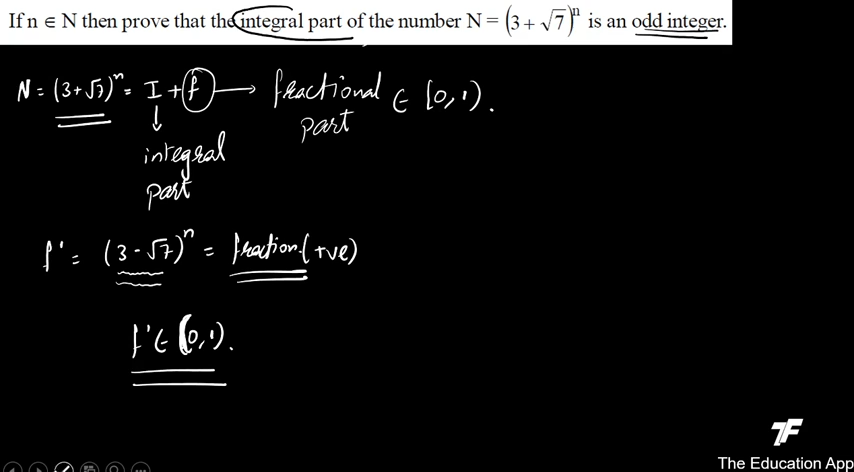 If n ∈ N then prove that the integral part of the number N = (3 + √7)ⁿ is an odd integer.
N = (3+√7)ⁿ = I + f → fractional part ∈ [0,1).
↓
integral
part
f' = (3 - √7)ⁿ = fraction (+ve)
f' ∈ (0,1).
The Education App